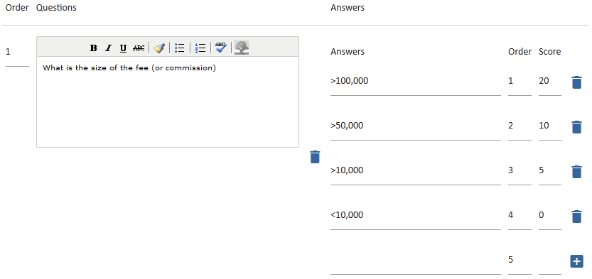 Order Questions Answers
1
B I U ABC ABC
What is the size of the fee (or commission)
Answers Order Score
>100,000 1 20
>50,000 2 10
>10,000 3 5
<10,000 4 0
5